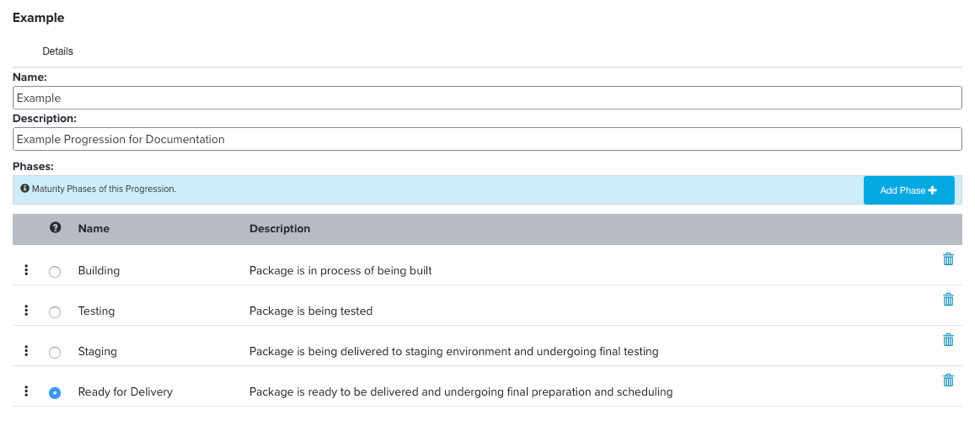 Example
Details
Name:
Example
Description:
Example Progression for Documentation
Phases:
Maturity Phases of this Progression. Add Phase
Name Description
Building Package is in process of being built
Testing Package is being tested
Staging Package is being delivered to staging environment and undergoing final testing
Ready for Delivery Package is ready to be delivered and undergoing final preparation and scheduling